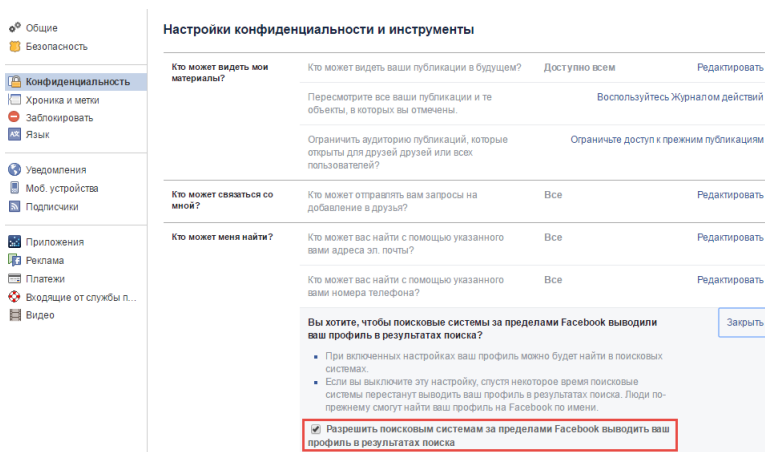 Общие
Безопасность
Конфиденциальность
Хроника и метки
Заблокировать
Язык
Уведомления
Моб. устройства
Подписчики
Приложения
Реклама
Платежи
Входящие от службы п...
Видео
Настройки конфиденциальности и инструменты
Кто может видеть мои
материалы?
Кто может видеть ваши публикации в будущем? Доступно всем Редактировать
Пересмотрите все ваши публикации и те
объекты, в которых вы отмечены.
Воспользуйтесь Журналом действий
Ограничить аудиторию публикаций, которые
открыты для друзей друзей или всех
пользователей?
Ограничьте доступ к прежним публикациям
Кто может связаться со
мной?
Кто может отправлять вам запросы на
добавление в друзья?
Все Редактировать
Кто может меня найти?
Кто может вас найти с помощью указанного
вами адреса эл. почты?
Все Редактировать
Кто может вас найти с помощью указанного
вами номера телефона?
Все Редактировать
Вы хотите, чтобы поисковые системы за пределами Facebook выводили
ваш профиль в результатах поиска?
Закрыть
При включенных настройках ваш профиль можно будет найти в поисковых
системах.
Если вы выключите эту настройку, спустя некоторое время поисковые
системы перестанут выводить ваш профиль в результатах поиска. Люди по-
прежнему смогут найти ваш профиль на Facebook по имени.
Разрешить поисковым системам за пределами Facebook выводить ваш
профиль в результатах поиска